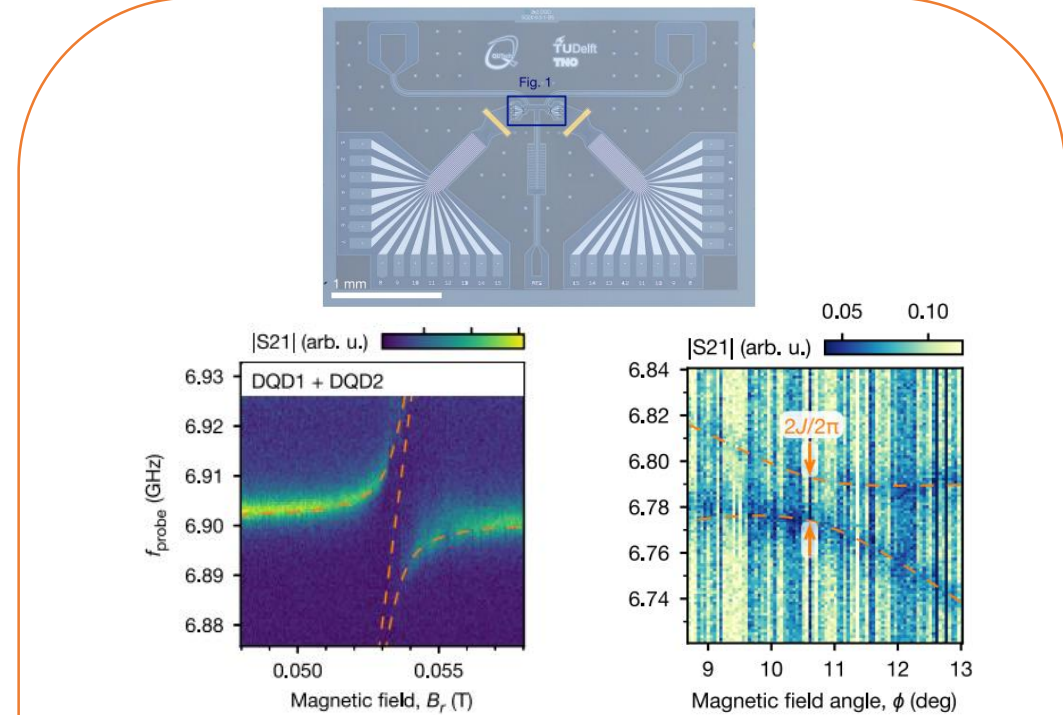 Fig. 1
TUDelft
TNO
1 mm
|S21| (arb. u.)
DQD1 + DQD2
6.93
6.92
6.91
6.90
6.89
6.88
f_probe (GHz)
0.050
0.055
Magnetic field, B_r (T)
0.05
0.10
|S21| (arb. u.)
6.84
6.82
6.80
6.78
6.76
6.74
2J/2π
9
10
11
12
13
Magnetic field angle, ϕ (deg)